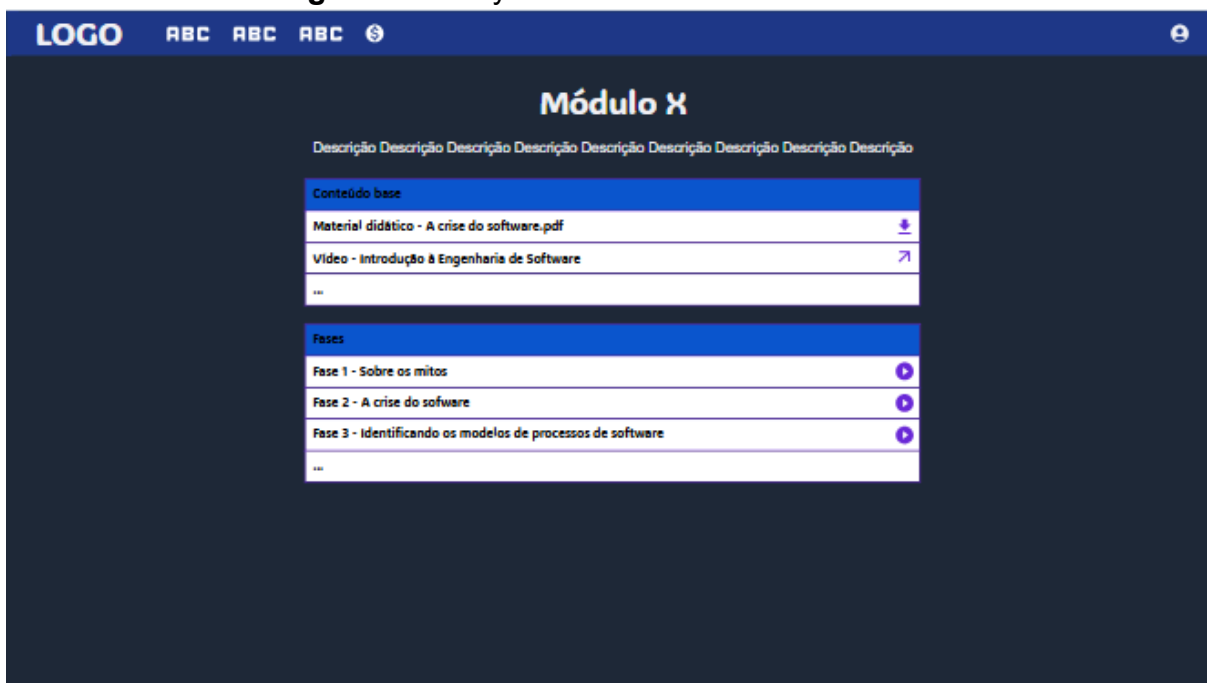 LOGO ABC ABC ABC
Módulo X
Descrição Descrição Descrição Descrição Descrição Descrição Descrição Descrição Descrição
Conteúdo base
Material didático - A crise do software.pdf
Vídeo - Introdução à Engenharia de Software
...
Fases
Fase 1 - Sobre os mitos
Fase 2 - A crise do sofware
Fase 3 - Identificando os modelos de processos de software
...